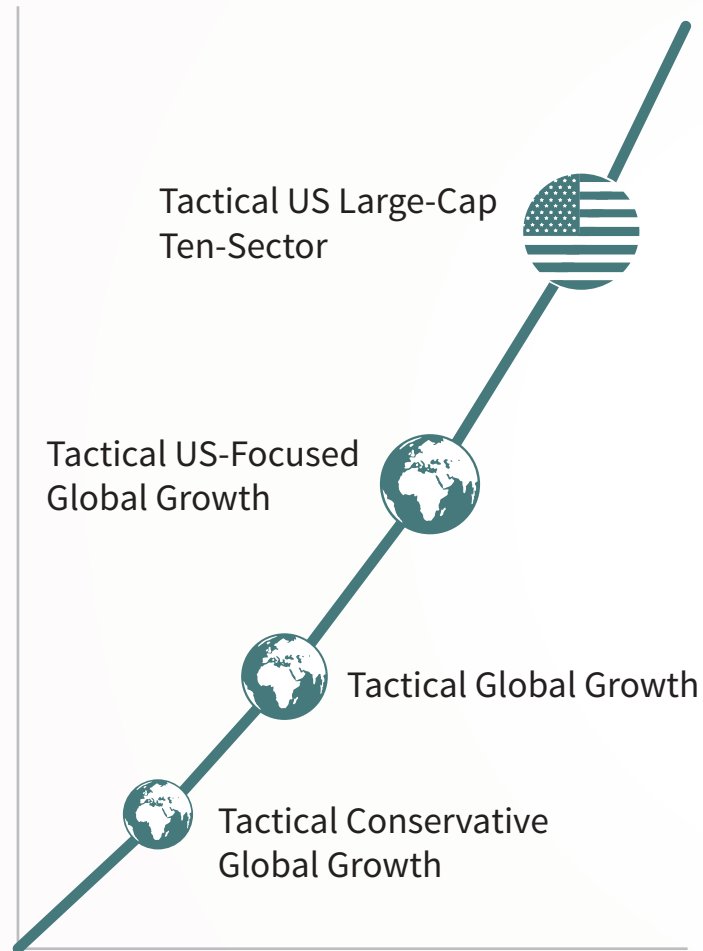 Tactical US Large-Cap
Ten-Sector
Tactical US-Focused
Global Growth
Tactical Global Growth
Tactical Conservative
Global Growth